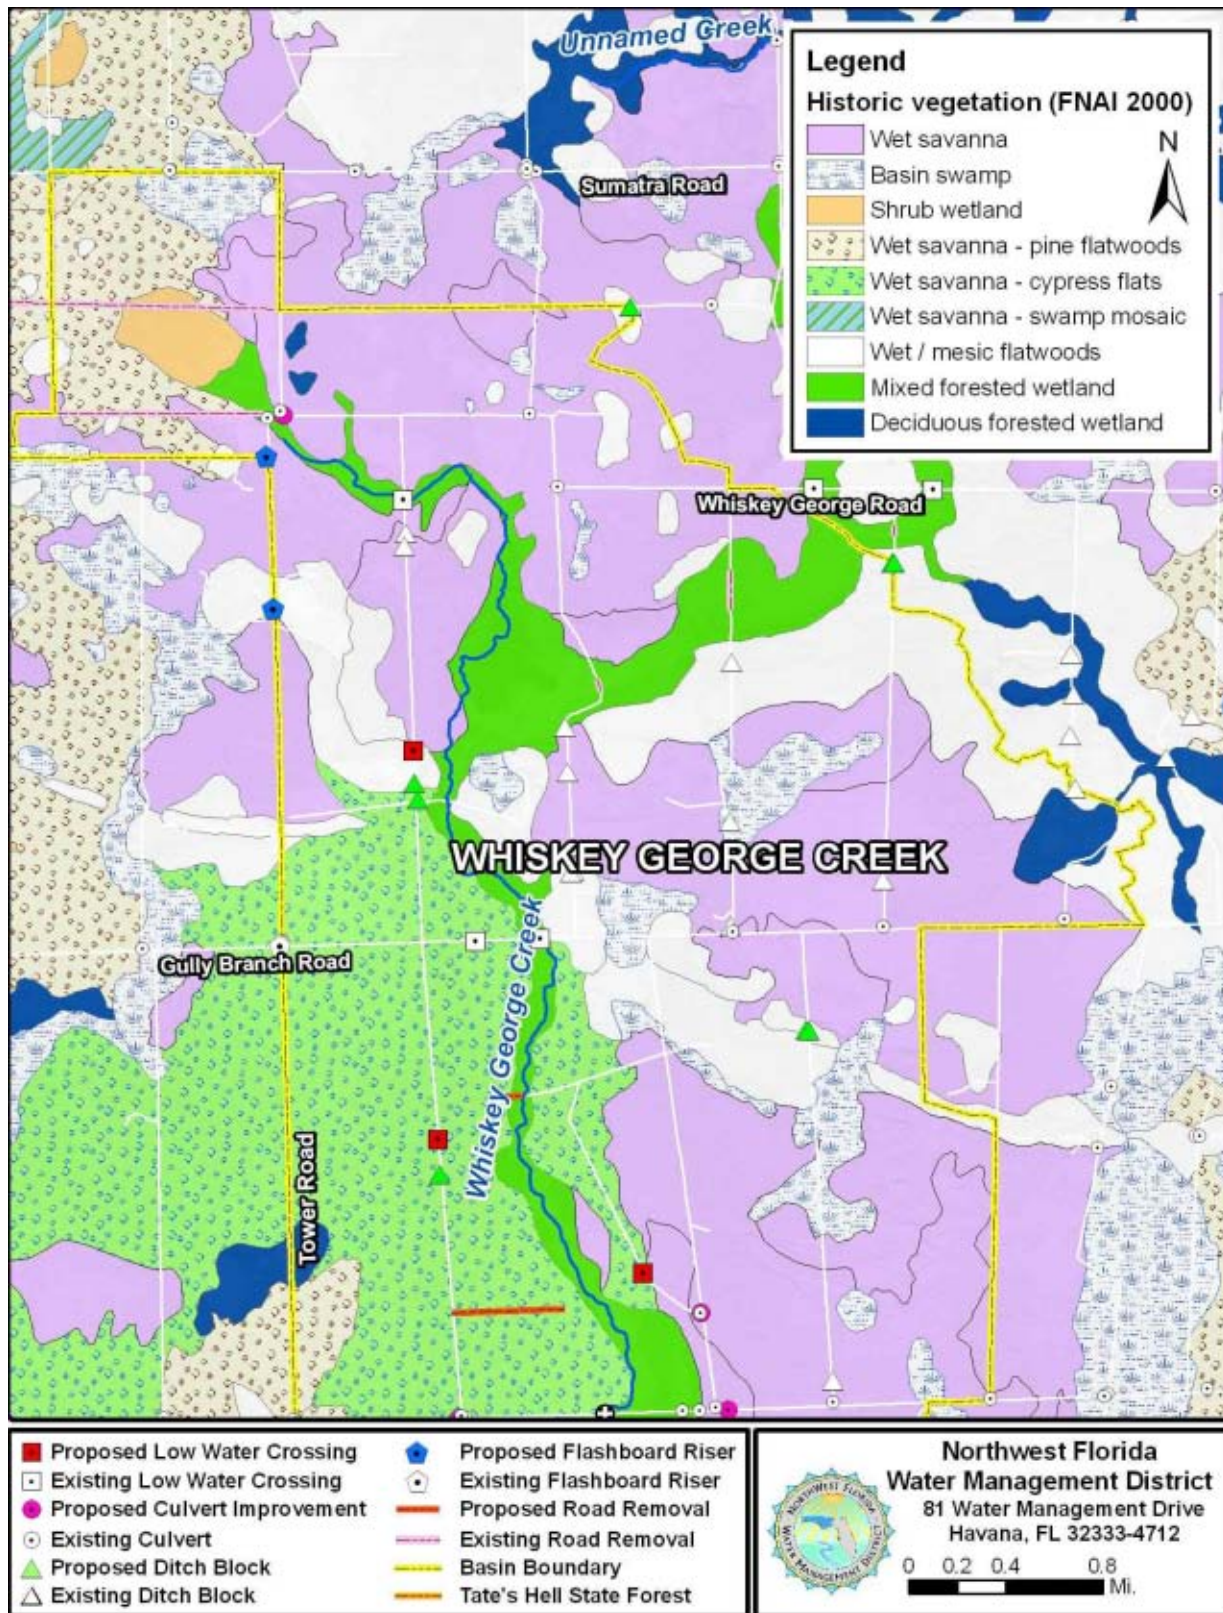 Unnamed Creek
Legend
Historic vegetation (FNAI 2000)
Wet savanna
Basin swamp
Shrub wetland
Wet savanna - pine flatwoods
Wet savanna - cypress flats
Wet savanna - swamp mosaic
Wet / mesic flatwoods
Mixed forested wetland
Deciduous forested wetland
N
Sumatra Road
Whiskey George Road
WHISKEY GEORGE CREEK
Whiskey George Creek
Gully Branch Road
Tower Road
Proposed Low Water Crossing
Existing Low Water Crossing
Proposed Culvert Improvement
Existing Culvert
Proposed Ditch Block
Existing Ditch Block
Proposed Flashboard Riser
Existing Flashboard Riser
Proposed Road Removal
Existing Road Removal
Basin Boundary
Tate's Hell State Forest
NORTHWEST FLORIDA
WATER MANAGEMENT DISTRICT
Northwest Florida
Water Management District
81 Water Management Drive
Havana, FL 32333-4712
0 0.2 0.4 0.8
Mi.